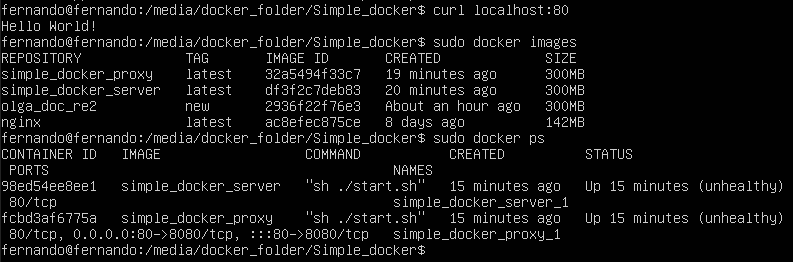 fernando@fernando:/media/docker_folder/Simple_docker$ curl localhost:80
Hello World!
fernando@fernando:/media/docker_folder/Simple_docker$ sudo docker images
REPOSITORY TAG IMAGE ID CREATED SIZE
simple_docker_proxy latest 32a5494f33c7 19 minutes ago 300MB
simple_docker_server latest df3f2c7deb83 20 minutes ago 300MB
olga_doc_re2 new 2936f22f76e3 About an hour ago 300MB
nginx latest ac8efec875ce 8 days ago 142MB
fernando@fernando:/media/docker_folder/Simple_docker$ sudo docker ps
CONTAINER ID IMAGE COMMAND CREATED STATUS
PORTS NAMES
98ed54ee8ee1 simple_docker_server "sh ./start.sh" 15 minutes ago Up 15 minutes (unhealthy)
80/tcp simple_docker_server_1
fcbd3af6775a simple_docker_proxy "sh ./start.sh" 15 minutes ago Up 15 minutes (unhealthy)
80/tcp, 0.0.0.0:80->8080/tcp, :::80->8080/tcp simple_docker_proxy_1
fernando@fernando:/media/docker_folder/Simple_docker$